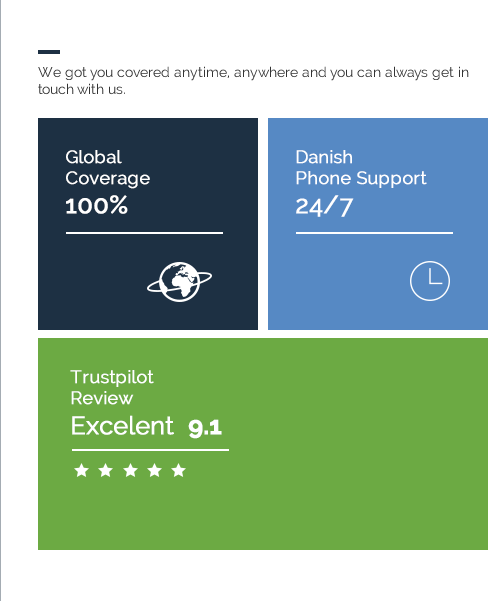 We got you covered anytime, anywhere and you can always get in
touch with us.
Global
Coverage
100%
Danish
Phone Support
24/7
Trustpilot
Review
Excelent 9.1